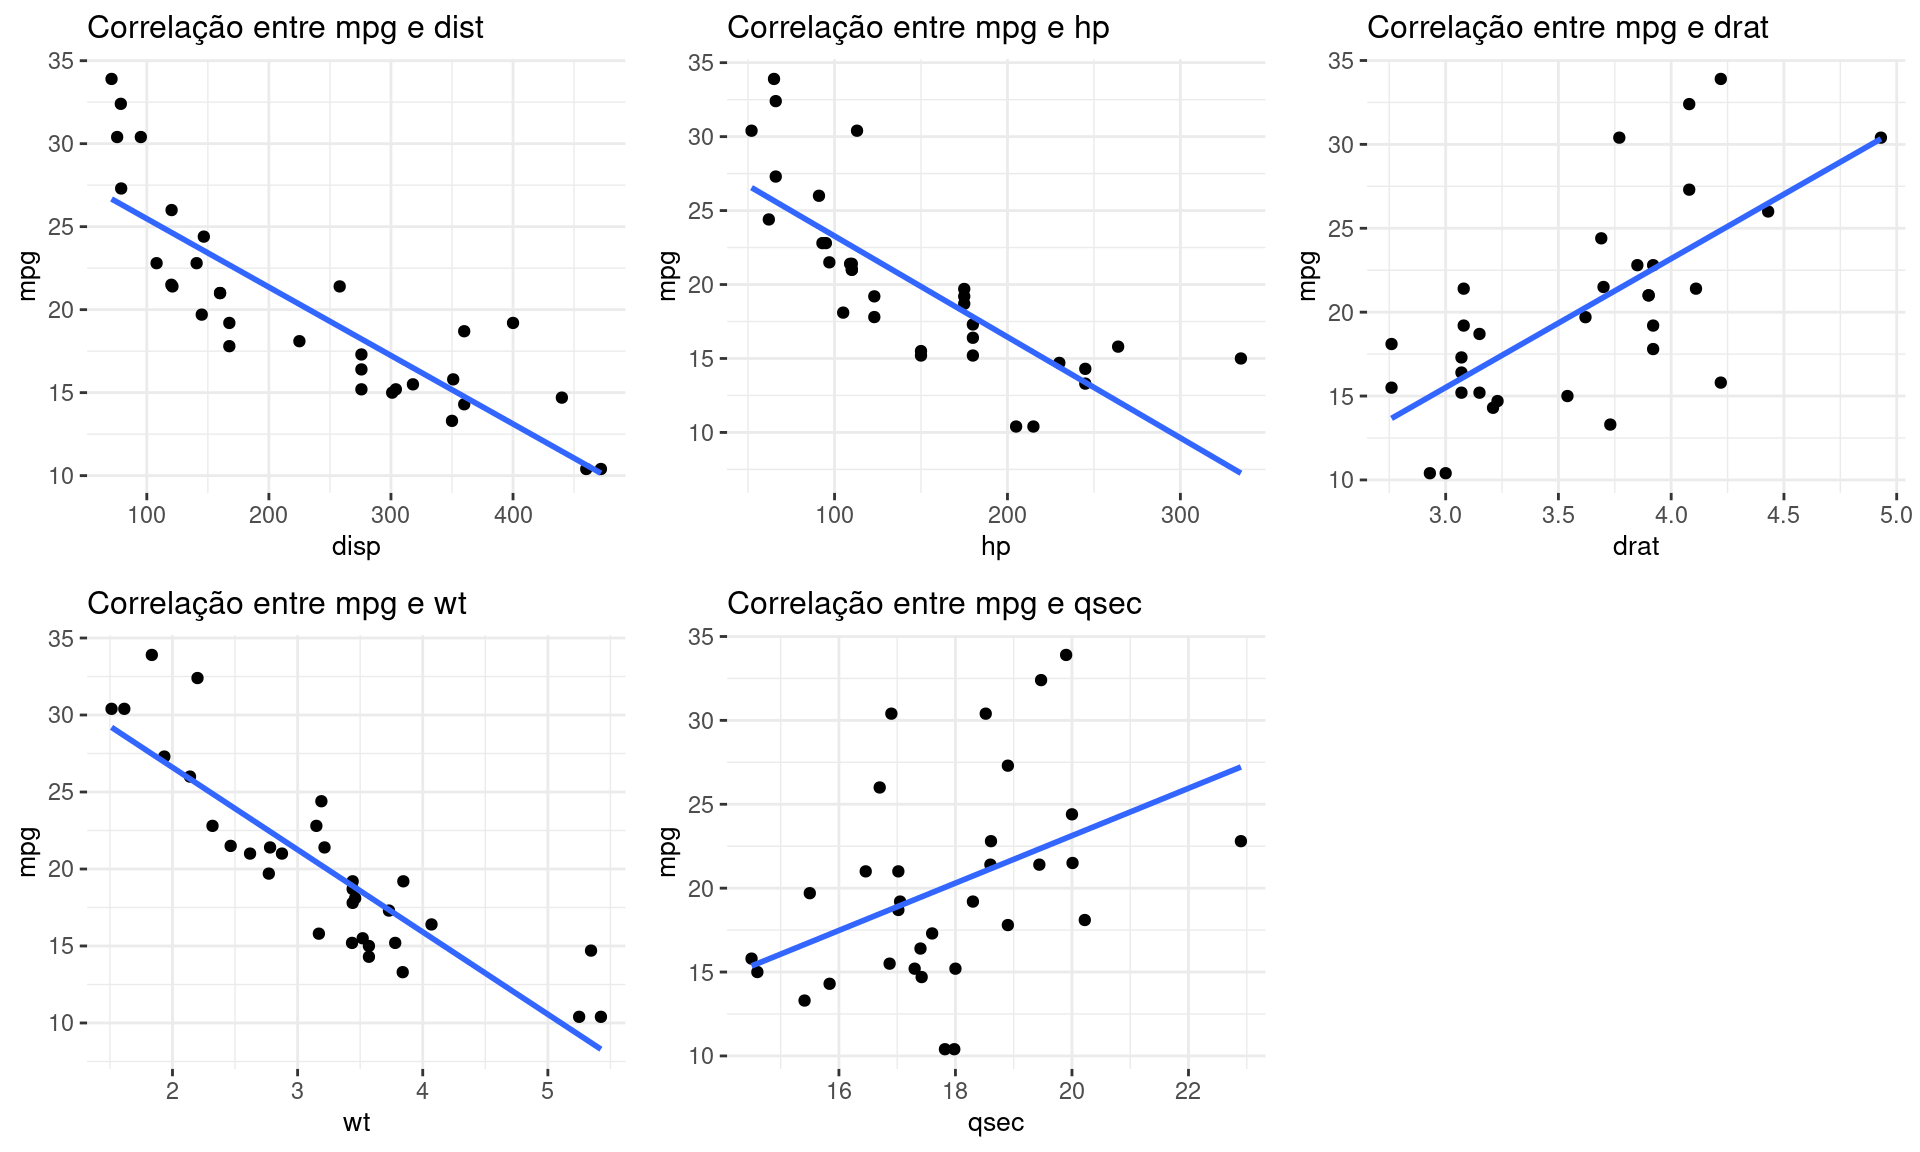 Correlação entre mpg e dist
35
30
25
20
15
10
mpg
100 200 300 400
disp
Correlação entre mpg e hp
35
30
25
20
15
10
mpg
100 200 300
hp
Correlação entre mpg e drat
35
30
25
20
15
10
mpg
3.0 3.5 4.0 4.5 5.0
drat
Correlação entre mpg e wt
35
30
25
20
15
10
mpg
2 3 4 5
wt
Correlação entre mpg e qsec
35
30
25
20
15
10
mpg
16 18 20 22
qsec